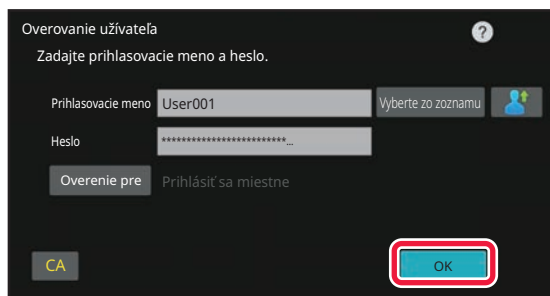 Overovanie užívateľa
?
Zadajte prihlasovacie meno a heslo.
Prihlasovacie meno User001 Vyberte zo zoznamu
Heslo *************************...
Overenie pre Prihlásiť sa miestne
CA OK